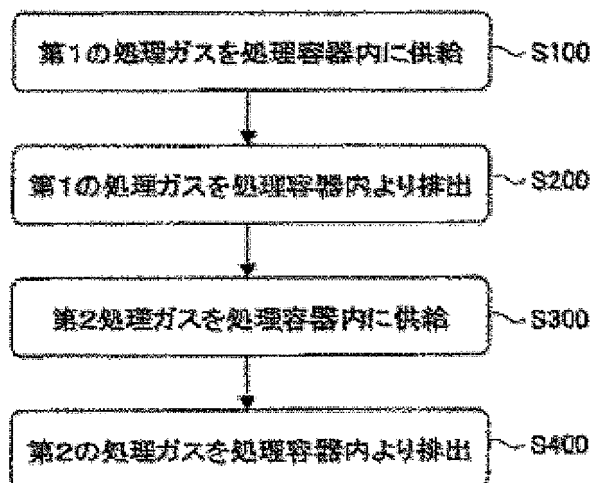 第1の処理ガスを処理容器内に供給 S100
第1の処理ガスを処理容器内より排出 S200
第2処理ガスを処理容器内に供給 S300
第2の処理ガスを処理容器内より排出 S400